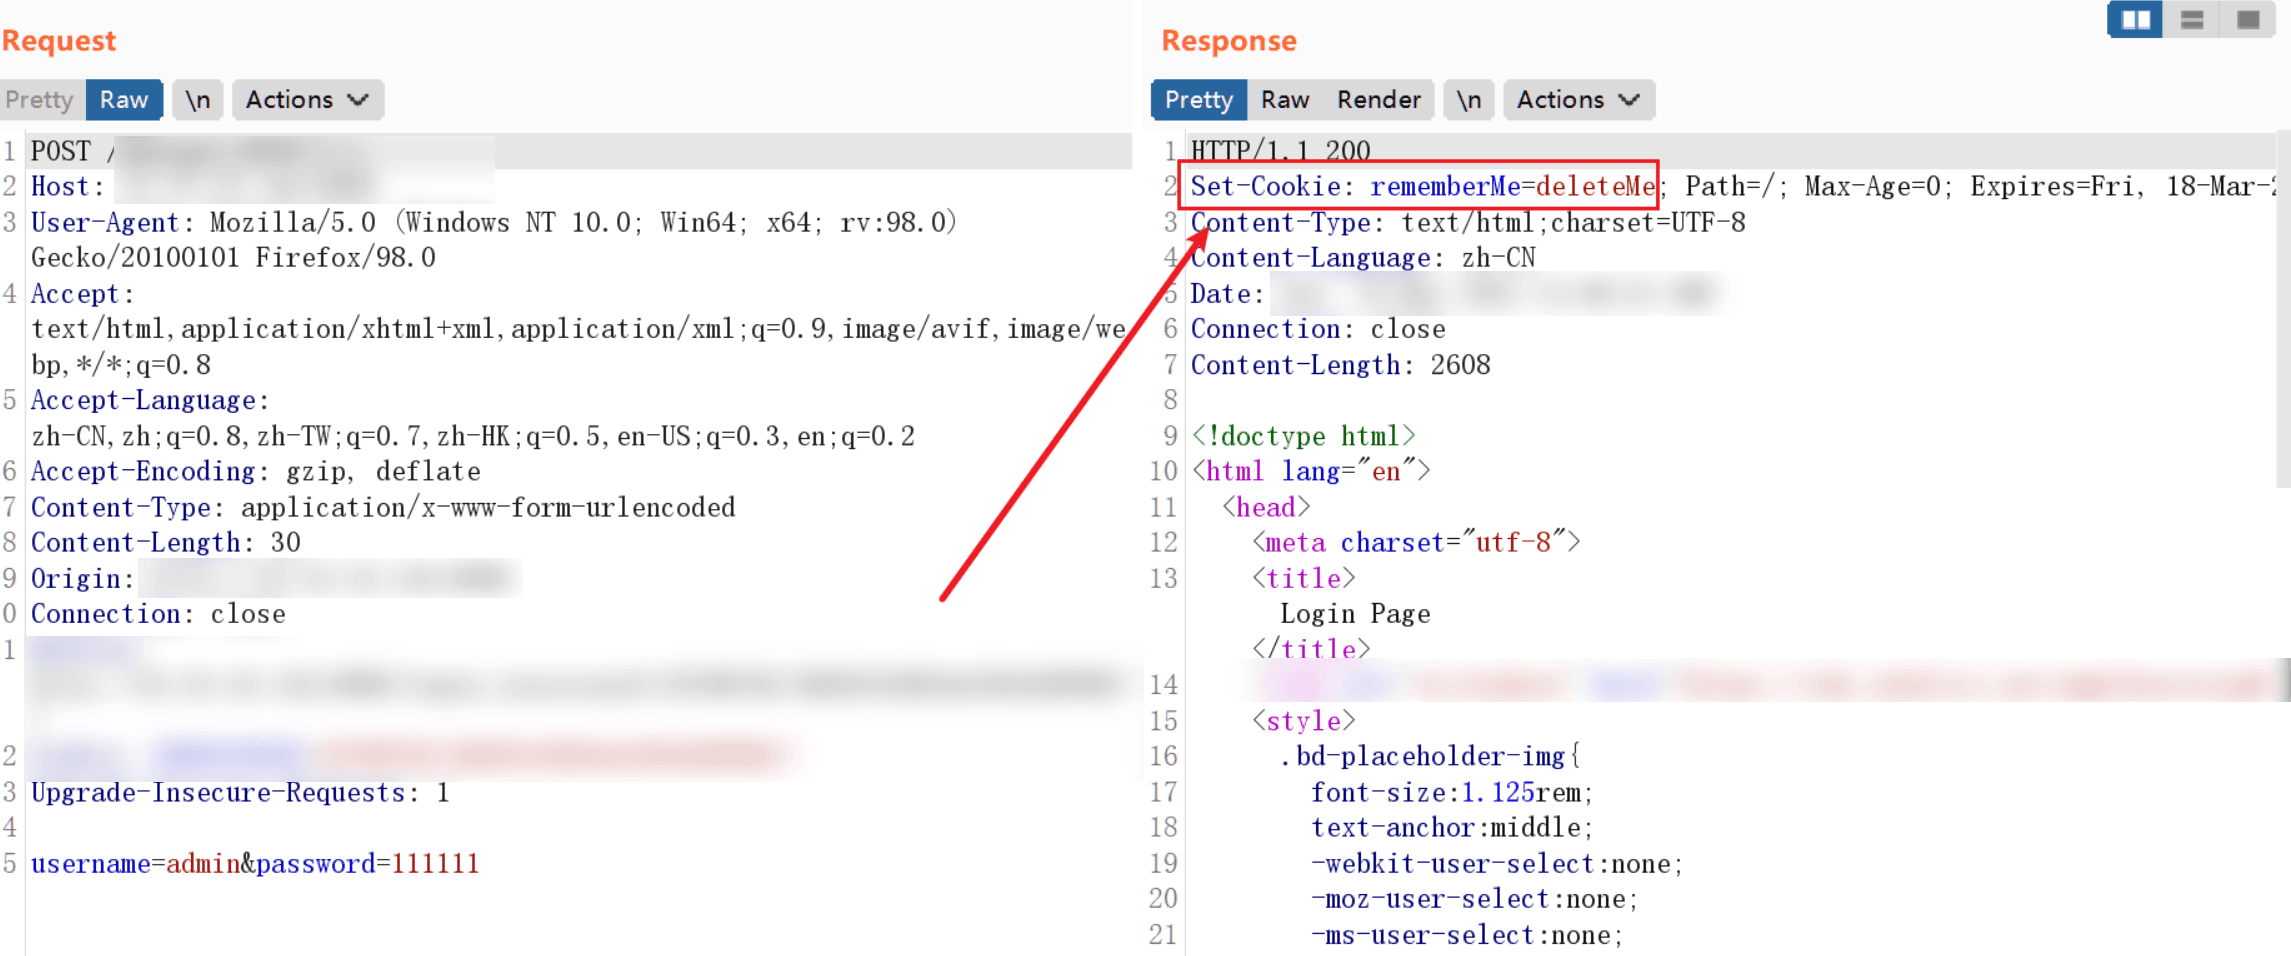 Request
Pretty Raw \n Actions
1 POST /
2 Host:
3 User-Agent: Mozilla/5.0 (Windows NT 10.0; Win64; x64; rv:98.0)
Gecko/20100101 Firefox/98.0
4 Accept:
text/html,application/xhtml+xml,application/xml;q=0.9,image/avif,image/we
bp,*/*;q=0.8
5 Accept-Language:
zh-CN,zh;q=0.8,zh-TW;q=0.7,zh-HK;q=0.5,en-US;q=0.3,en;q=0.2
6 Accept-Encoding: gzip, deflate
7 Content-Type: application/x-www-form-urlencoded
8 Content-Length: 30
9 Origin:
0 Connection: close
1
2
3 Upgrade-Insecure-Requests: 1
4
5 username=admin&password=111111
Response
Pretty Raw Render \n Actions
1 HTTP/1.1 200
2 Set-Cookie: rememberMe=deleteMe; Path=/; Max-Age=0; Expires=Fri, 18-Mar-
3 Content-Type: text/html;charset=UTF-8
4 Content-Language: zh-CN
5 Date:
6 Connection: close
7 Content-Length: 2608
8
9 <!doctype html>
10 <html lang="en">
11 <head>
12 <meta charset="utf-8">
13 <title>
Login Page
</title>
14
15 <style>
16 .bd-placeholder-img{
17 font-size:1.125rem;
18 text-anchor:middle;
19 -webkit-user-select:none;
20 -moz-user-select:none;
21 -ms-user-select:none;